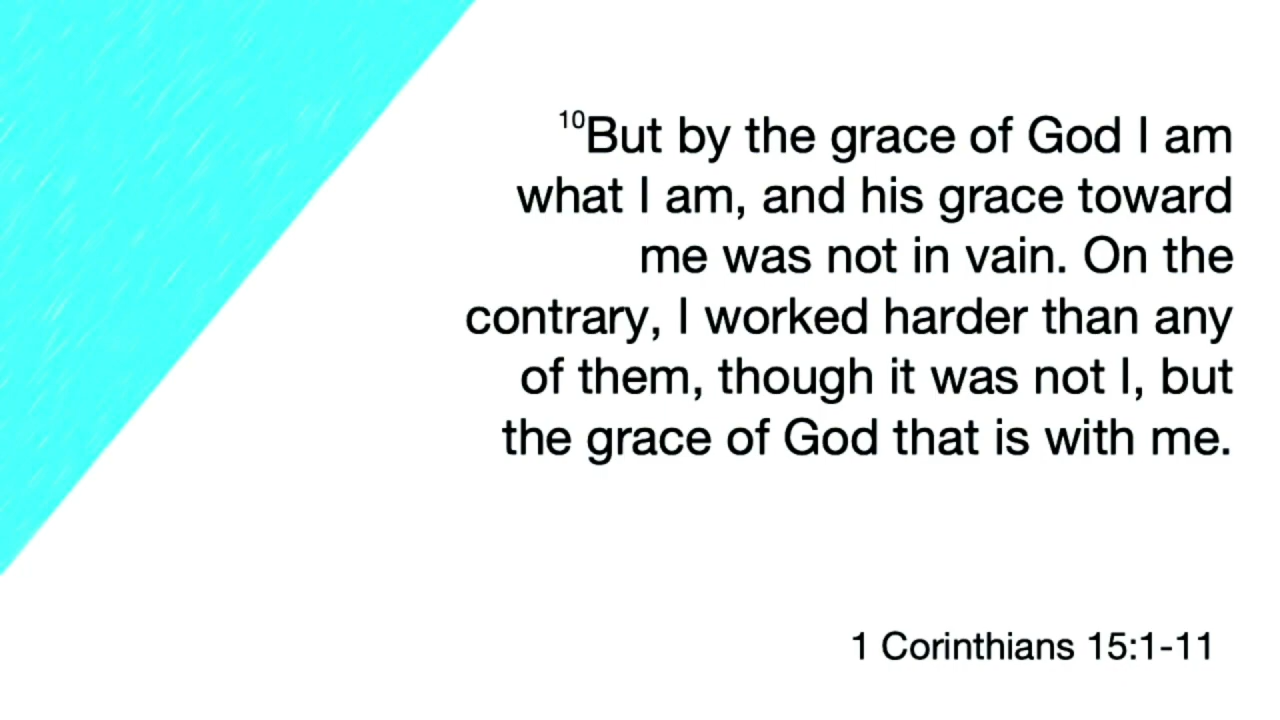 ¹⁰But by the grace of God I am
what I am, and his grace toward
me was not in vain. On the
contrary, I worked harder than any
of them, though it was not I, but
the grace of God that is with me.
1 Corinthians 15:1-11